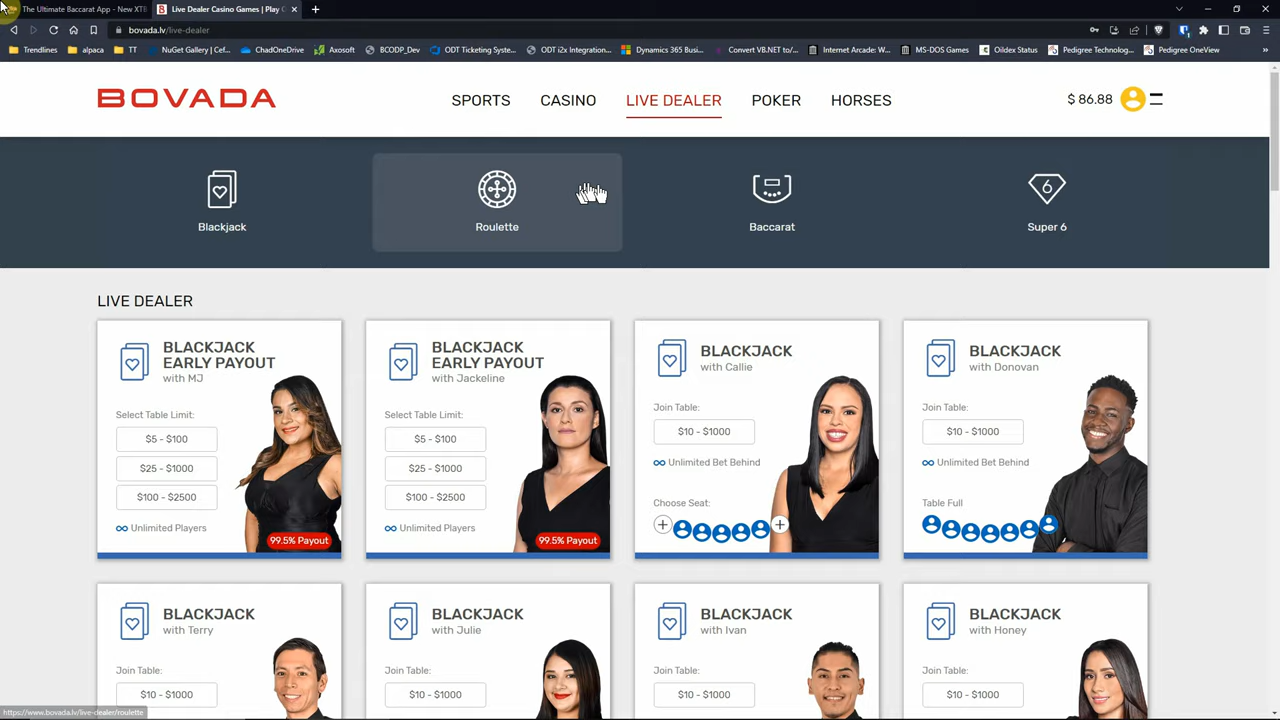 The Ultimate Baccarat App - New XTI
Live Dealer Casino Games | Play C
bovada.lv/live-dealer
Trendlines alpaca TT NuGet Gallery | Cef... ChadOneDrive Axosoft BCODP_Dev ODT Ticketing System... ODT i2x Integration... Dynamics 365 Busi... Convert VB.NET to/... Internet Arcade: W... MS-DOS Games Oildex Status Pedigree Technolog... Pedigree OneView
BOVADA SPORTS CASINO LIVE DEALER POKER HORSES $ 86.88
6
Blackjack Roulette Baccarat Super 6
LIVE DEALER
BLACKJACK
EARLY PAYOUT
with MJ
Select Table Limit:
$5 - $100
$25 - $1000
$100 - $2500
Unlimited Players
99.5% Payout
BLACKJACK
EARLY PAYOUT
with Jackeline
Select Table Limit:
$5 - $100
$25 - $1000
$100 - $2500
Unlimited Players
99.5% Payout
BLACKJACK
with Callie
Join Table:
$10 - $1000
Unlimited Bet Behind
Choose Seat:
BLACKJACK
with Donovan
Join Table:
$10 - $1000
Unlimited Bet Behind
Table Full
BLACKJACK
with Terry
Join Table:
$10 - $1000
BLACKJACK
with Julie
Join Table:
$10 - $1000
BLACKJACK
with Ivan
Join Table:
$10 - $1000
BLACKJACK
with Honey
Join Table:
$10 - $1000
https://www.bovada.lv/live-dealer/roulette